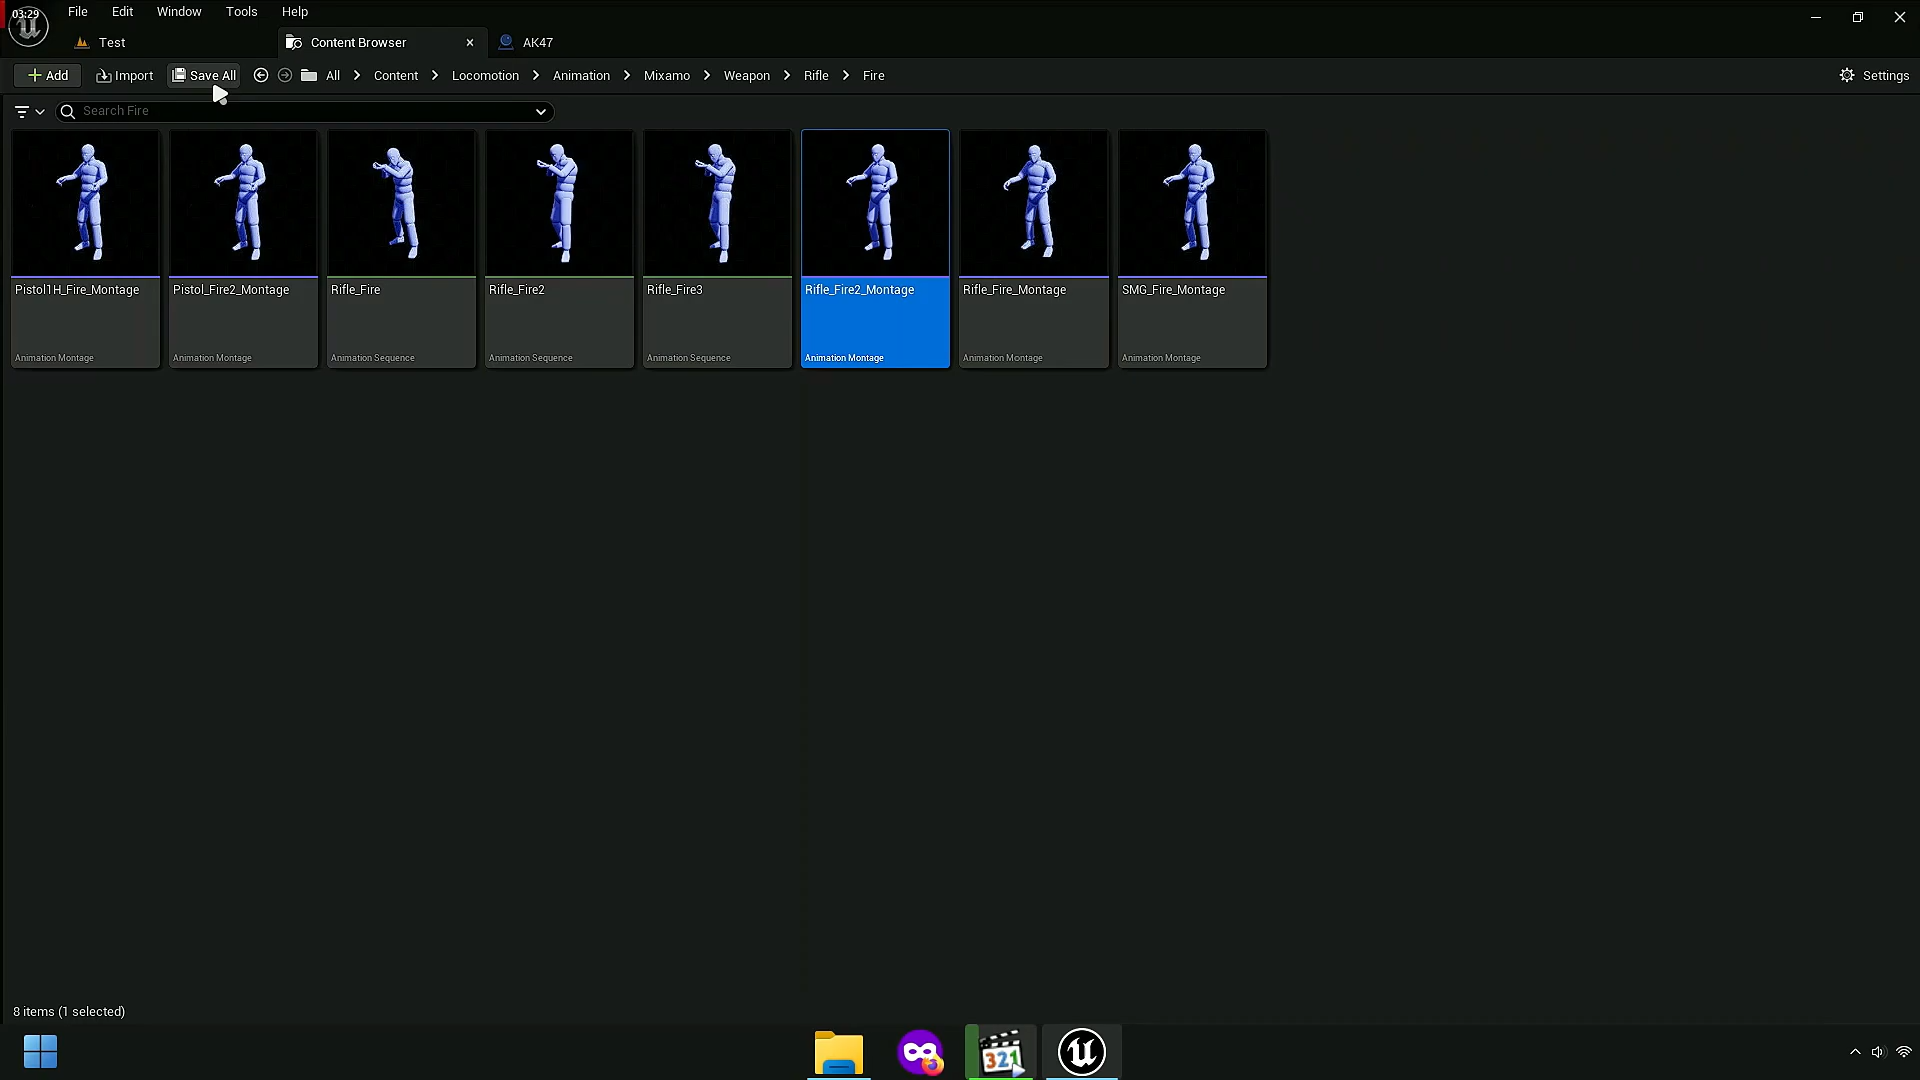 03:29
File Edit Window Tools Help
Test
Content Browser
AK47
Add
Import
Save All
All > Content > Locomotion > Animation > Mixamo > Weapon > Rifle > Fire
Settings
Search Fire
Pistol1H_Fire_Montage
Animation Montage
Pistol_Fire2_Montage
Animation Montage
Rifle_Fire
Animation Sequence
Rifle_Fire2
Animation Sequence
Rifle_Fire3
Animation Sequence
Rifle_Fire2_Montage
Animation Montage
Rifle_Fire_Montage
Animation Montage
SMG_Fire_Montage
Animation Montage
8 items (1 selected)
321